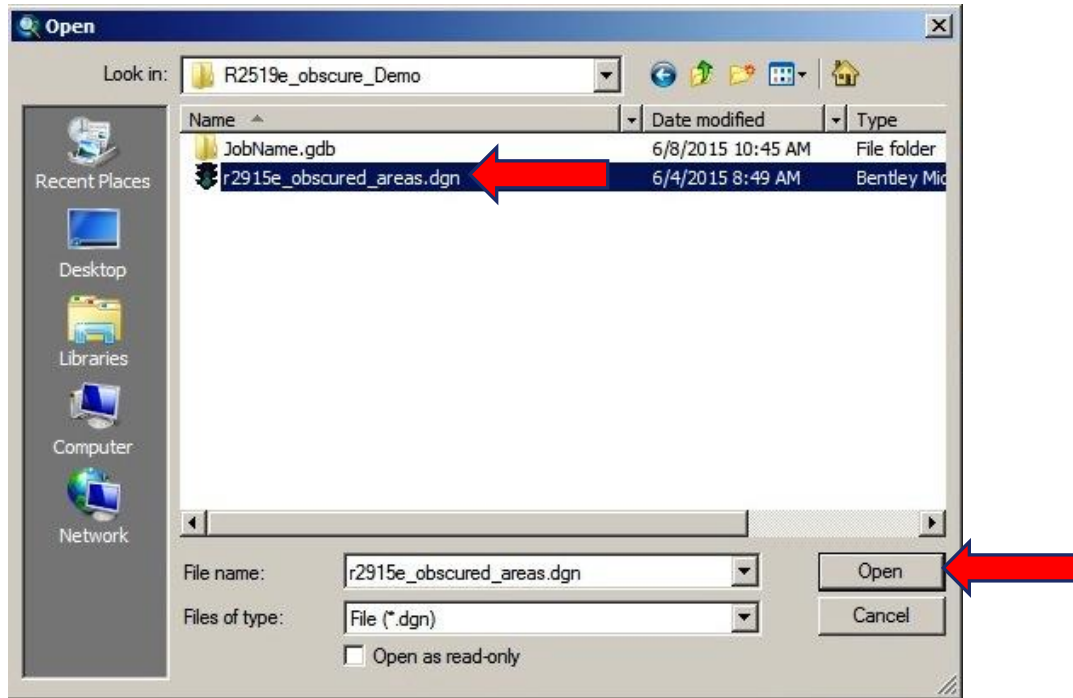 Open
Look in: R2519e_obscure_Demo
Name Date modified Type
JobName.gdb 6/8/2015 10:45 AM File folder
r2915e_obscured_areas.dgn 6/4/2015 8:49 AM Bentley Mic
Recent Places
Desktop
Libraries
Computer
Network
File name: r2915e_obscured_areas.dgn Open
Files of type: File (*.dgn) Cancel
Open as read-only